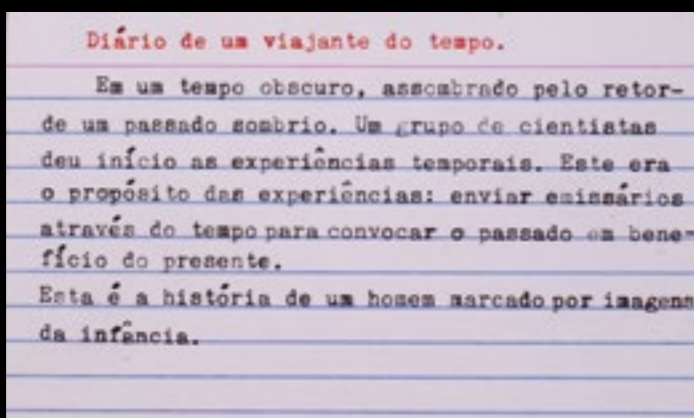 Diário de um viajante do tempo.
Em um tempo obscuro, assombrado pelo retor-
de um passado sombrio. Um grupo de cientistas
deu início as experiências temporais. Este era
o propósito das experiências: enviar emissários
através do tempo para convocar o passado em bene-
fício do presente.
Esta é a história de um homem marcado por imagens
da infância.